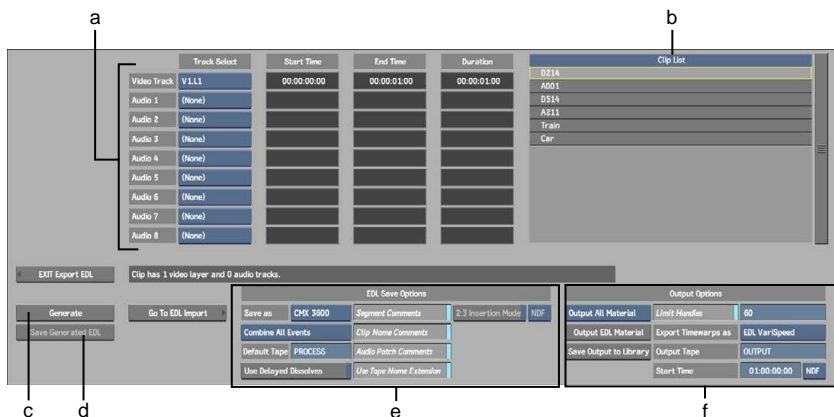 a
b
Track Select Start Time End Time Duration Clip List
Video Track V1.L1 00:00:00:00 00:00:01:00 00:00:01:00
Audio 1 (None)
Audio 2 (None)
Audio 3 (None)
Audio 4 (None)
Audio 5 (None)
Audio 6 (None)
Audio 7 (None)
Audio 8 (None)
DZ14
A001
D514
AZ11
Train
Car
EXIT Export EDL Clip has 1 video layer and 0 audio tracks.
Generate Go To EDL Import
Save Generated EDL
EDL Save Options
Save as CMX 3600 Segment Comments 2:3 Insertion Mode NDF
Combine All Events Clip Name Comments
Default Tape PROCESS Audio Patch Comments
Use Delayed Dissolves Use Tape Name Extension
Output Options
Output All Material Limit Handles 60
Output EDL Material Export Timewarps as EDL VariSpeed
Save Output to Library Output Tape OUTPUT
Start Time 01:00:00:00 NDF
c
d
e
f